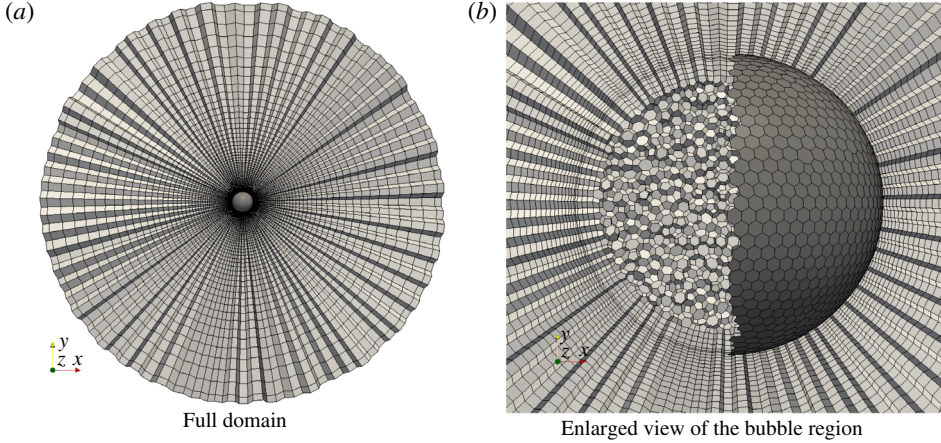 (a)
(b)
y
z x
y
z x
Full domain
Enlarged view of the bubble region